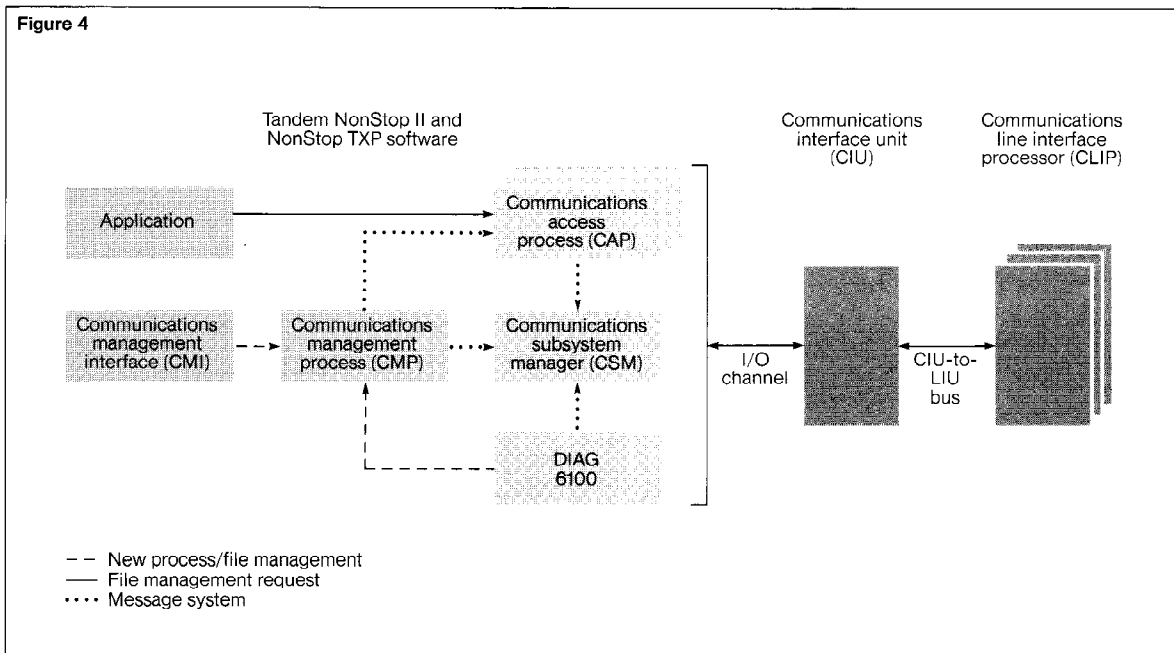 Figure 4
Tandem NonStop II and
NonStop TXP software
Communications
interface unit
(CIU)
Communications
line interface
processor (CLIP)
Application
Communications
access
process (CAP)
Communications
management
interface (CMI)
Communications
management
process (CMP)
Communications
subsystem
manager (CSM)
I/O
channel
CIU-to-
LIU
bus
DIAG
6100
New process/file management
File management request
Message system